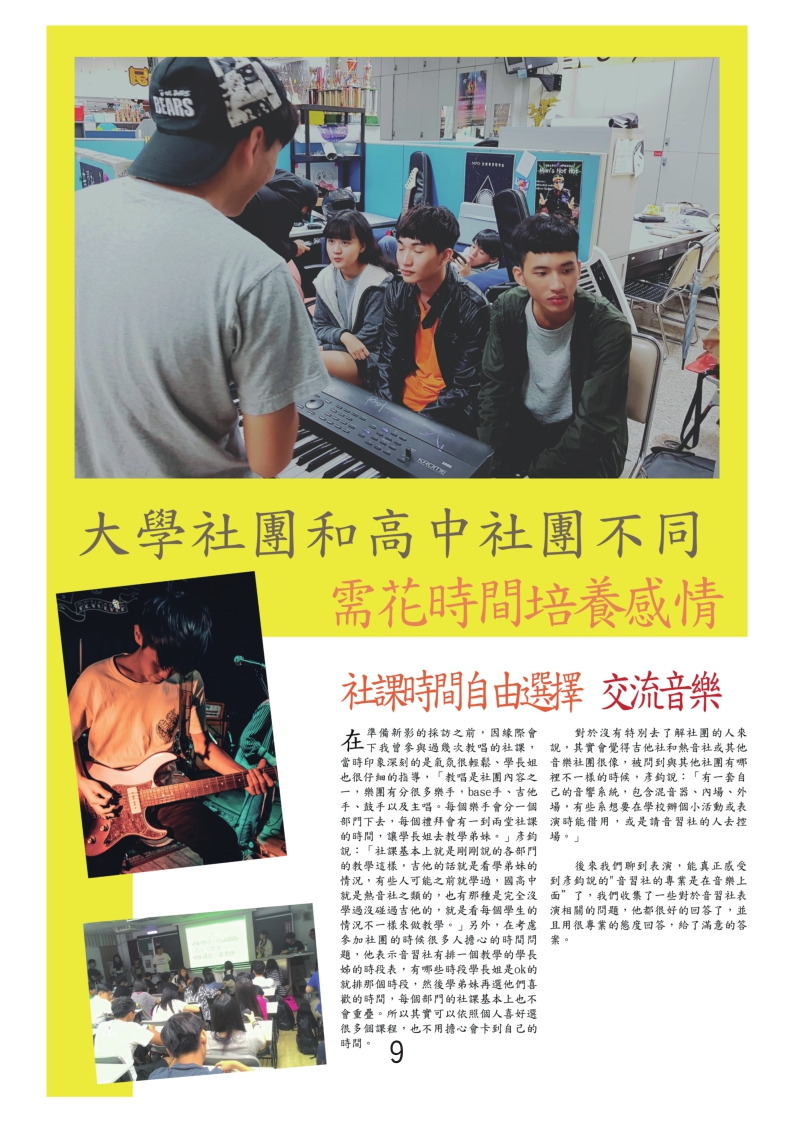 BEARS
大學社團和高中社團不同
需花時間培養感情
社課時間自由選擇 交流音樂
在準備新影的採訪之前，因緣際會
下我曾參與過幾次教唱的社課，
當時印象深刻的是氣氛很輕鬆、學長姐
也很仔細的指導，「教唱是社團內容之
一，樂團有分很多樂手，base手、吉他
手、鼓手以及主唱。每個樂手會分一個
部門下去，每個禮拜會有一到兩堂社課
的時間，讓學長姐去教學弟妹。」彥鈞
說：「社課基本上就是剛剛說的各部門
的教學這樣，吉他的話就是看學弟妹的
情況，有些人可能之前就學過，國高中
就是熱音社之類的，也有那種是完全沒
學過沒碰過吉他的，就是看每個學生的
情況不一樣來做教學。」另外，在考慮
參加社團的時候很多人擔心的時間問
題，他表示音習社有排一個教學的學長
姊的時段表，有哪些時段學長姐是ok的
就排那個時段，然後學弟妹再選他們喜
歡的時間，每個部門的社課基本上也不
會重疊。所以其實可以依照個人喜好選
很多個課程，也不用擔心會卡到自己的
時間。
對於沒有特別去了解社團的人來
說，其實會覺得吉他社和熱音社或其他
音樂社團很像，被問到與其他社團有哪
裡不一樣的時候，彥鈞說：「有一套自
己的音響系統，包含混音器、內場、外
場，有些系想要在學校辦個小活動或表
演時能借用，或是請音習社的人去控
場。」
後來我們聊到表演，能真正感受
到彥鈞說的"音習社的專業是在音樂上
面”了，我們收集了一些對於音習社表
演相關的問題，他都很好的回答了，並
且用很專業的態度回答，給了滿意的答
案。
9